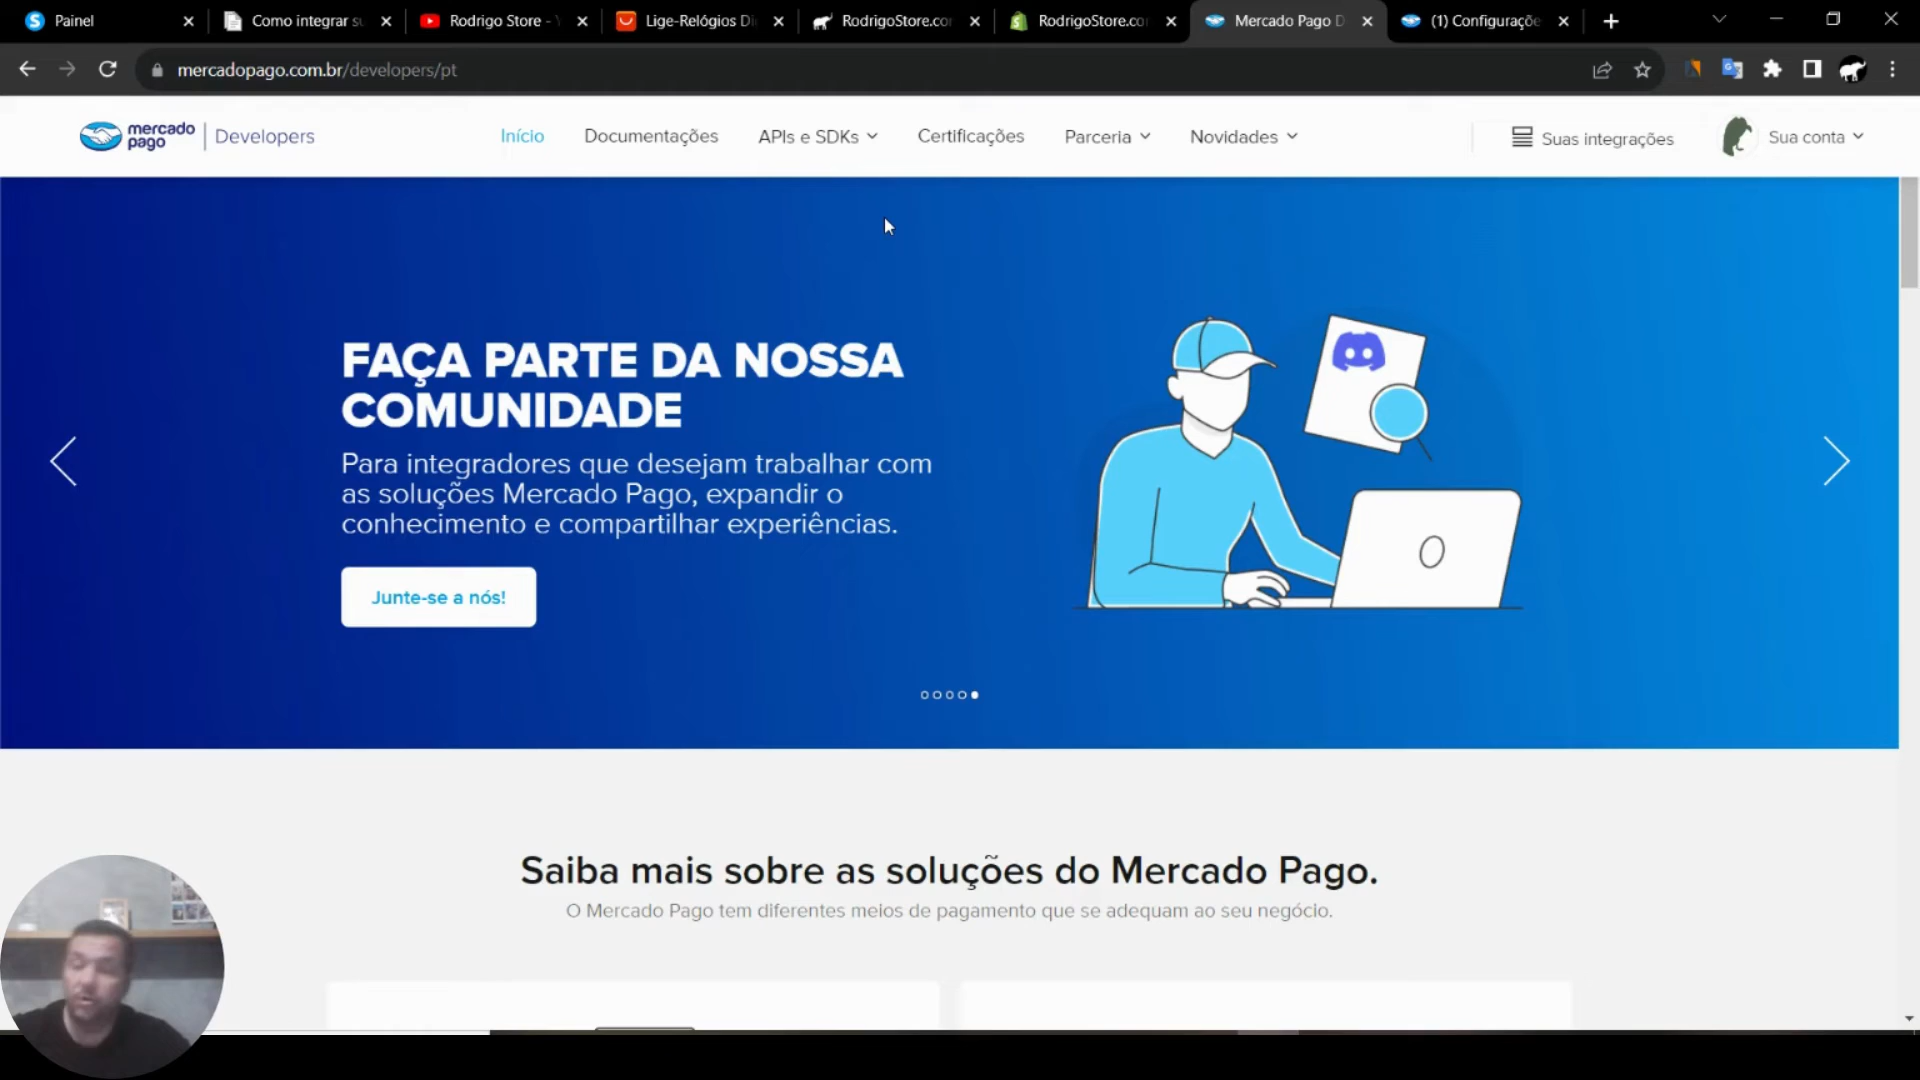 Painel
Como integrar su
Rodrigo Store - Y
Lige-Relógios Di
RodrigoStore.co
RodrigoStore.co
Mercado Pago D
(1) Configuraçõe
mercadopago.com.br/developers/pt
mercado pago
Developers
Início
Documentações
APIs e SDKs
Certificações
Parceria
Novidades
Suas integrações
Sua conta
FAÇA PARTE DA NOSSA
COMUNIDADE
Para integradores que desejam trabalhar com
as soluções Mercado Pago, expandir o
conhecimento e compartilhar experiências.
Junte-se a nós!
Saiba mais sobre as soluções do Mercado Pago.
O Mercado Pago tem diferentes meios de pagamento que se adequam ao seu negócio.